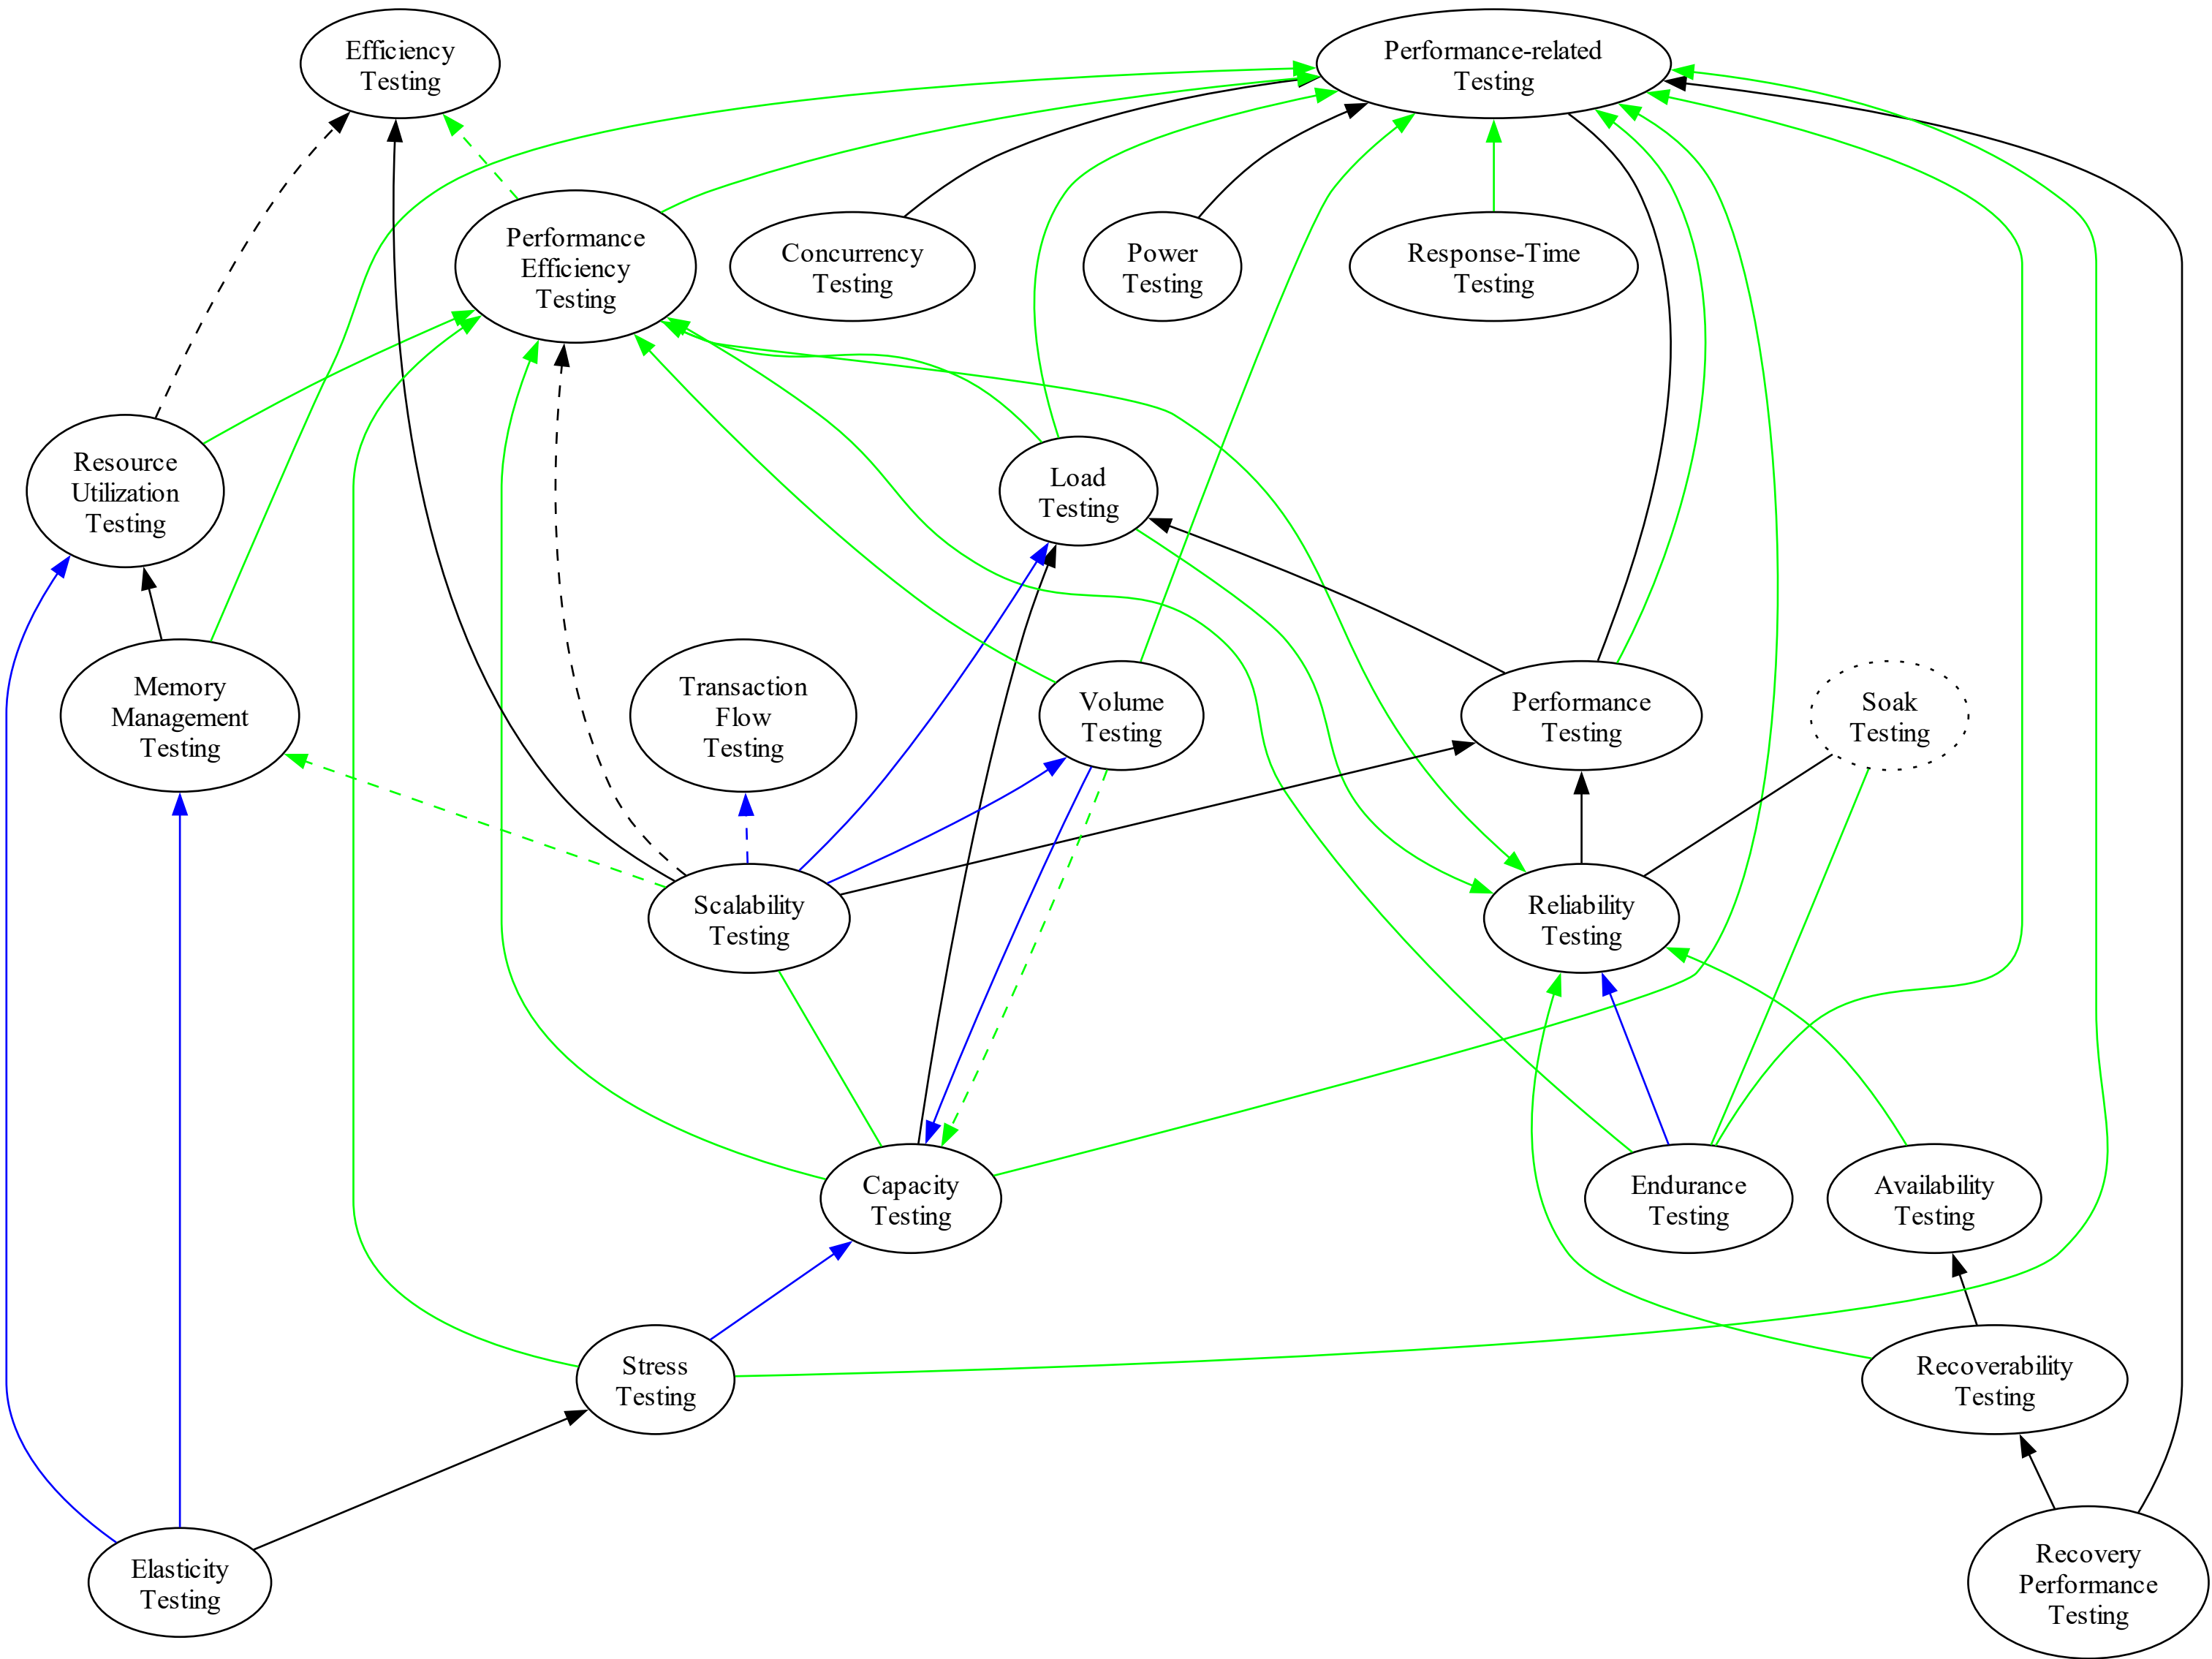 Efficiency
Testing
Performance-related
Testing
Performance
Efficiency
Testing
Concurrency
Testing
Power
Testing
Response-Time
Testing
Resource
Utilization
Testing
Load
Testing
Memory
Management
Testing
Transaction
Flow
Testing
Volume
Testing
Performance
Testing
Soak
Testing
Scalability
Testing
Reliability
Testing
Capacity
Testing
Endurance
Testing
Availability
Testing
Stress
Testing
Recoverability
Testing
Elasticity
Testing
Recovery
Performance
Testing